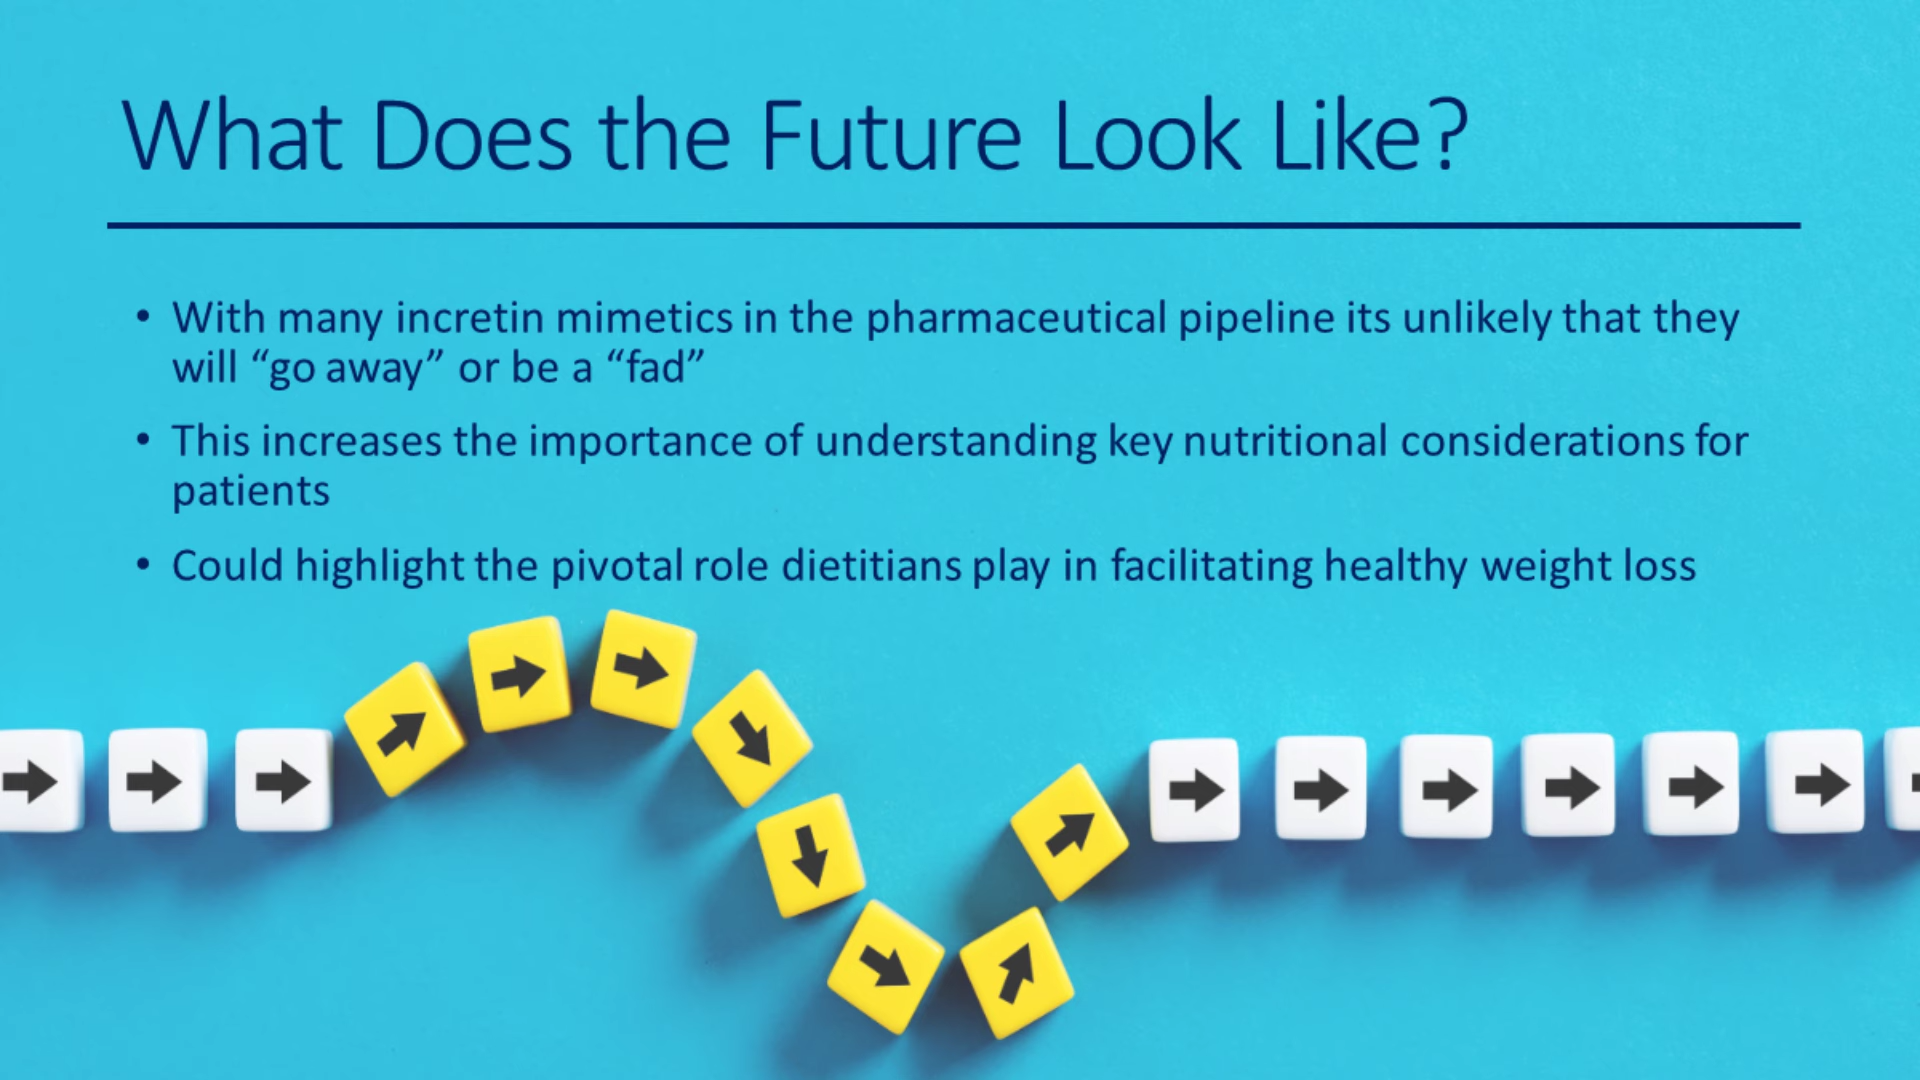 What Does the Future Look Like?
• With many incretin mimetics in the pharmaceutical pipeline its unlikely that they
will “go away” or be a “fad”
• This increases the importance of understanding key nutritional considerations for
patients
• Could highlight the pivotal role dietitians play in facilitating healthy weight loss